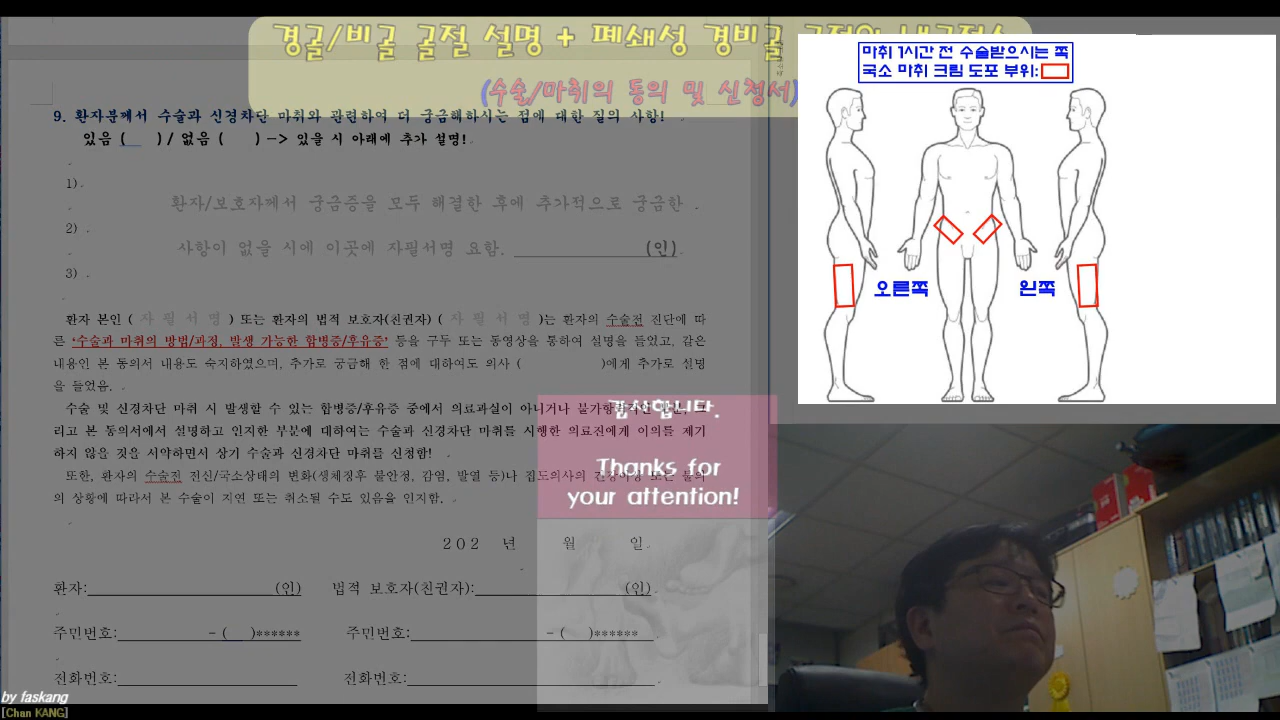 경골/비골 골절 설명 + 폐쇄성 경비골
(수술/마취의 동의 및 신청서)
마취 1시간 전 수술받으시는 쪽
국소 마취 크림 도포 부위:
오른쪽
왼쪽
9. 환자분께서 수술과 신경차단 마취와 관련하여 더 궁금해하시는 점에 대한 질의 사항!
있음 ( ) / 없음 ( ) —> 있을 시 아래에 추가 설명!
1)
환자/보호자께서 궁금증을 모두 해결한 후에 추가적으로 궁금한
2)
사항이 없을 시에 이곳에 자필서명 요함. (인)
3)
환자 본인 ( 자 필 서 명 ) 또는 환자의 법적 보호자(친권자) ( 자 필 서 명 )는 환자의 수술전 진단에 따
른 '수술과 마취의 방법/과정, 발생 가능한 합병증/후유증' 등을 구두 또는 동영상을 통하여 설명을 들었고, 같은
내용인 본 동의서 내용도 숙지하였으며, 추가로 궁금해 한 점에 대하여도 의사 ( )에게 추가로 설명
을 들었음.
수술 및 신경차단 마취 시 발생할 수 있는 합병증/후유증 중에서 의료과실이 아니거나
리고 본 동의서에서 설명하고 인지한 부분에 대하여는 수술과 신경차단 마취를 시행한 의료진에게 이의를 제기
하지 않을 것을 서약하면서 상기 수술과 신경차단 마취를 신청함!
또한, 환자의 수술전 전신/국소상태의 변화(생체징후 불안정, 감염, 발열 등)나 집도의사의
의 상황에 따라서 본 수술이 지연 또는 취소될 수도 있음을 인지함.
감사합니다.
Thanks for
your attention!
202 년 월 일
환자: (인) 법적 보호자(친권자): (인)
주민번호: - ( )****** 주민번호: - ( )******
전화번호: 전화번호:
by faskang
[Chan KANG]